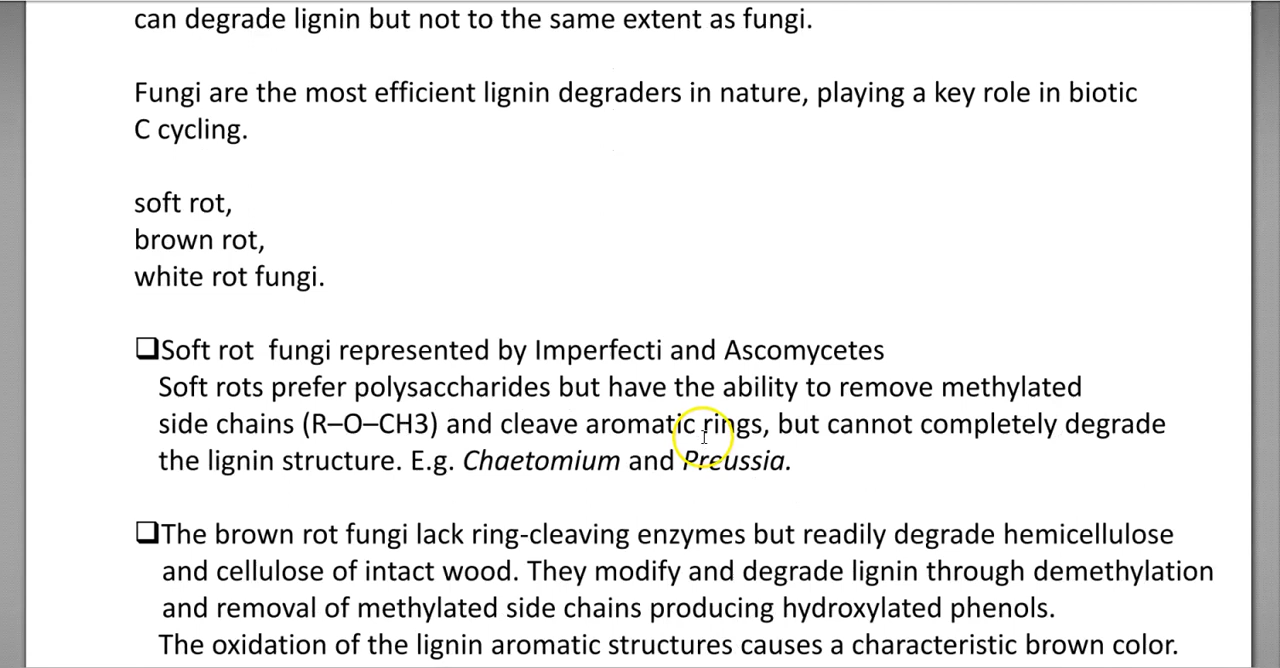 can degrade lignin but not to the same extent as fungi.
Fungi are the most efficient lignin degraders in nature, playing a key role in biotic
C cycling.
soft rot,
brown rot,
white rot fungi.
❑Soft rot  fungi represented by Imperfecti and Ascomycetes
Soft rots prefer polysaccharides but have the ability to remove methylated
side chains (R–O–CH3) and cleave aromatic rings, but cannot completely degrade
the lignin structure. E.g. Chaetomium and Preussia.
❑The brown rot fungi lack ring-cleaving enzymes but readily degrade hemicellulose
and cellulose of intact wood. They modify and degrade lignin through demethylation
and removal of methylated side chains producing hydroxylated phenols.
The oxidation of the lignin aromatic structures causes a characteristic brown color.